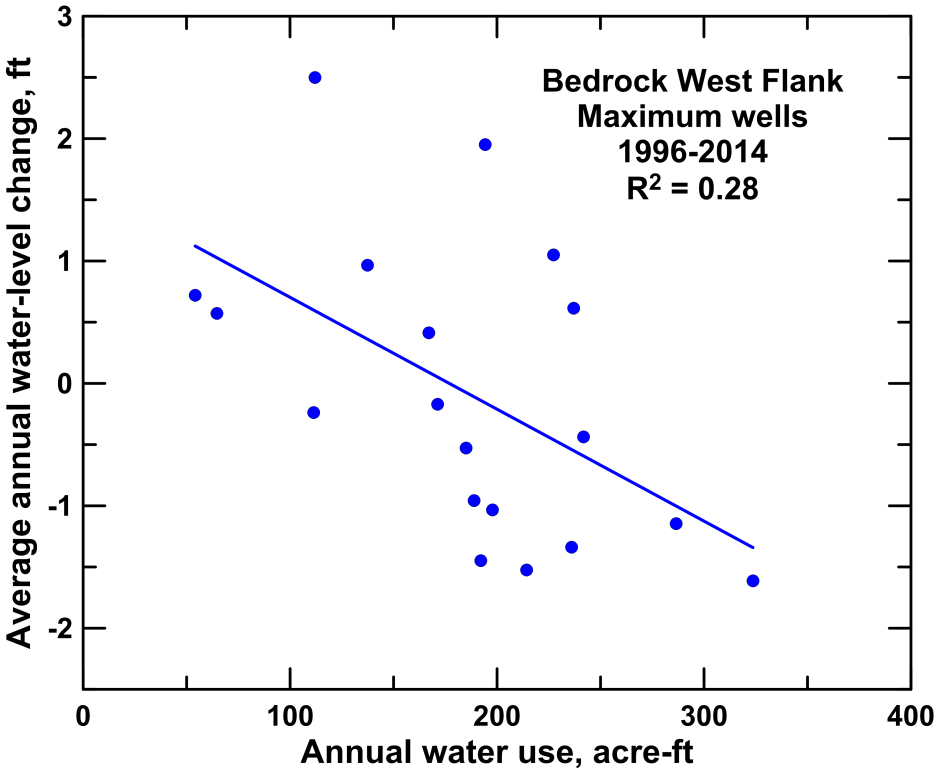 3
2
1
0
-1
-2
Average annual water-level change, ft
Bedrock West Flank
Maximum wells
1996-2014
R² = 0.28
0 100 200 300 400
Annual water use, acre-ft